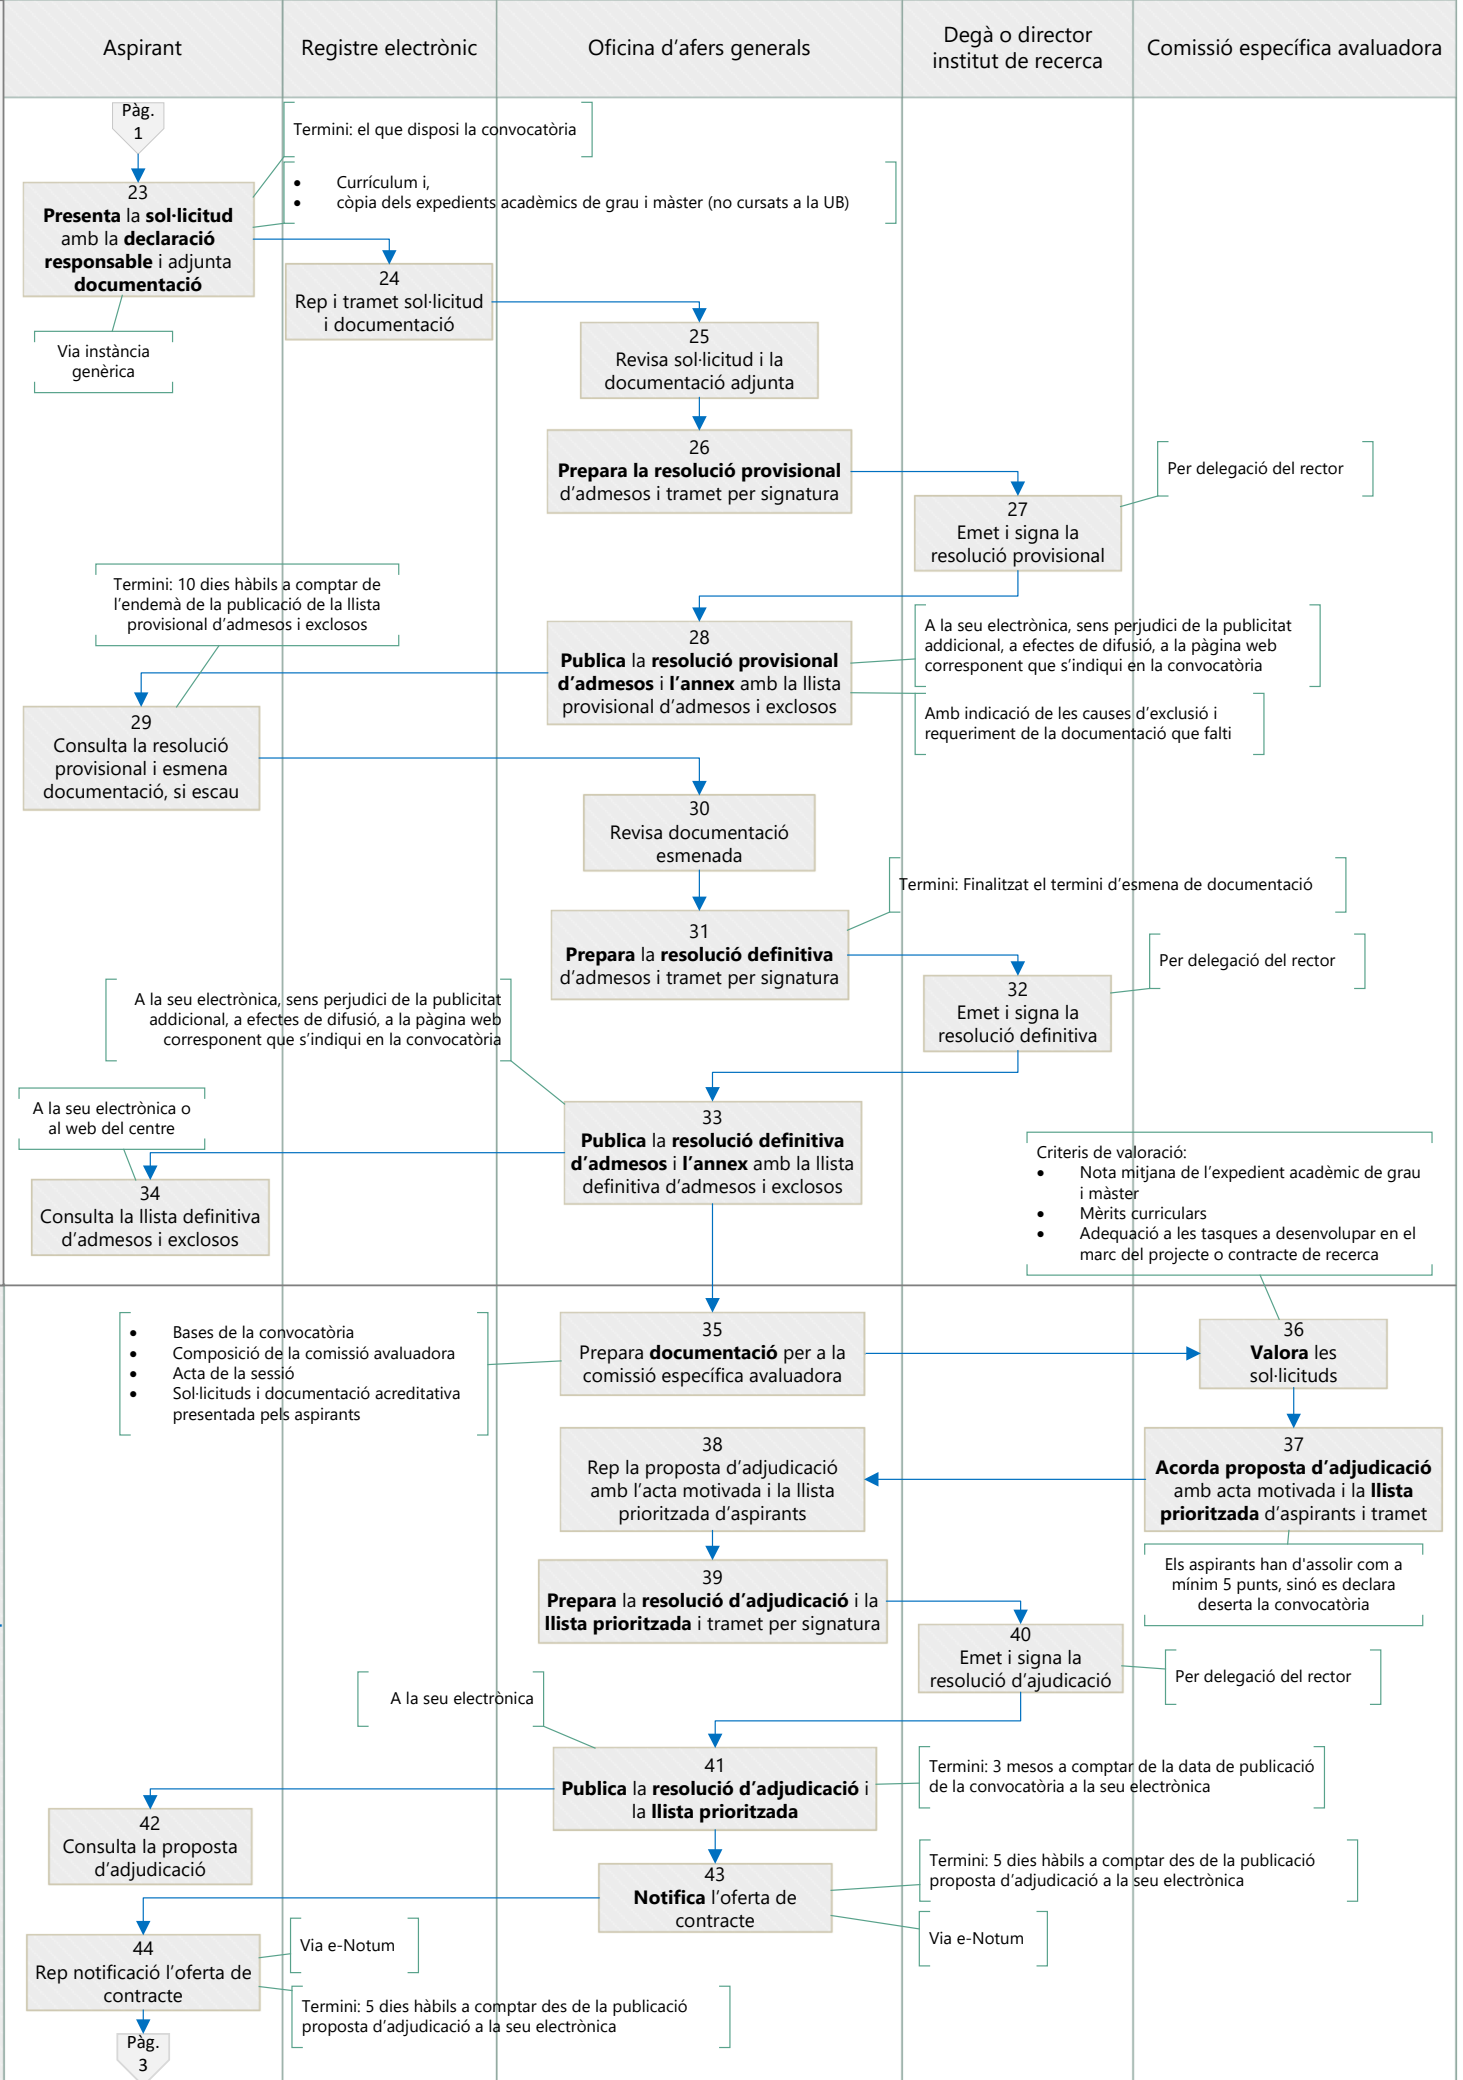 Aspirant
Registre electrònic
Oficina d'afers generals
Degà o director
institut de recerca
Comissió específica avaluadora
Pàg.
1
Termini: el que disposi la convocatòria
• Currículum i,
• còpia dels expedients acadèmics de grau i màster (no cursats a la UB)
23
Presenta la sol·licitud
amb la declaració
responsable i adjunta
documentació
Via instància
genèrica
24
Rep i tramet sol·licitud
i documentació
25
Revisa sol·licitud i la
documentació adjunta
26
Prepara la resolució provisional
d'admesos i tramet per signatura
Per delegació del rector
27
Emet i signa la
resolució provisional
Termini: 10 dies hàbils a comptar de
l'endemà de la publicació de la llista
provisional d'admesos i exclosos
28
Publica la resolució provisional
d'admesos i l'annex amb la llista
provisional d'admesos i exclosos
A la seu electrònica, sens perjudici de la publicitat
addicional, a efectes de difusió, a la pàgina web
corresponent que s'indiqui en la convocatòria
Amb indicació de les causes d'exclusió i
requeriment de la documentació que falti
29
Consulta la resolució
provisional i esmena
documentació, si escau
30
Revisa documentació
esmenada
Termini: Finalitzat el termini d'esmena de documentació
31
Prepara la resolució definitiva
d'admesos i tramet per signatura
Per delegació del rector
32
Emet i signa la
resolució definitiva
A la seu electrònica, sens perjudici de la publicitat
addicional, a efectes de difusió, a la pàgina web
corresponent que s'indiqui en la convocatòria
33
Publica la resolució definitiva
d'admesos i l'annex amb la llista
definitiva d'admesos i exclosos
A la seu electrònica o
al web del centre
34
Consulta la llista definitiva
d'admesos i exclosos
Criteris de valoració:
• Nota mitjana de l'expedient acadèmic de grau
i màster
• Mèrits curriculars
• Adequació a les tasques a desenvolupar en el
marc del projecte o contracte de recerca
• Bases de la convocatòria
• Composició de la comissió avaluadora
• Acta de la sessió
• Sol·licituds i documentació acreditativa
presentada pels aspirants
35
Prepara documentació per a la
comissió específica avaluadora
36
Valora les
sol·licituds
37
Acorda proposta d'adjudicació
amb acta motivada i la llista
prioritzada d'aspirants i tramet
38
Rep la proposta d'adjudicació
amb l'acta motivada i la llista
prioritzada d'aspirants
Els aspirants han d'assolir com a
mínim 5 punts, sinó es declara
deserta la convocatòria
39
Prepara la resolució d'adjudicació i la
llista prioritzada i tramet per signatura
40
Emet i signa la
resolució d'ajudicació
Per delegació del rector
A la seu electrònica
41
Publica la resolució d'adjudicació i
la llista prioritzada
Termini: 3 mesos a comptar de la data de publicació
de la convocatòria a la seu electrònica
42
Consulta la proposta
d'adjudicació
43
Notifica l'oferta de
contracte
Termini: 5 dies hàbils a comptar des de la publicació
proposta d'adjudicació a la seu electrònica
Via e-Notum
44
Rep notificació l'oferta de
contracte
Via e-Notum
Termini: 5 dies hàbils a comptar des de la publicació
proposta d'adjudicació a la seu electrònica
Pàg.
3